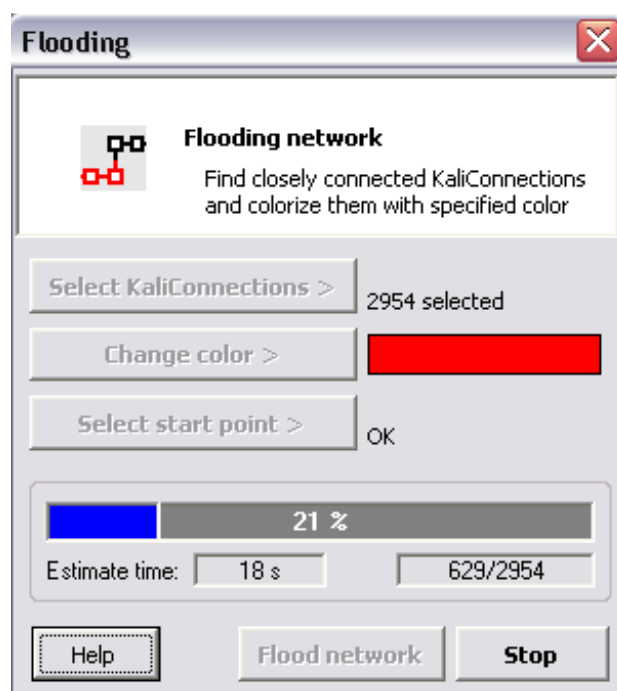 Flooding
Flooding network
Find closely connected KaliConnections
and colorize them with specified color
Select KaliConnections >
2954 selected
Change color >
Select start point >
OK
21 %
Estimate time: 18 s 629/2954
Help Flood network Stop